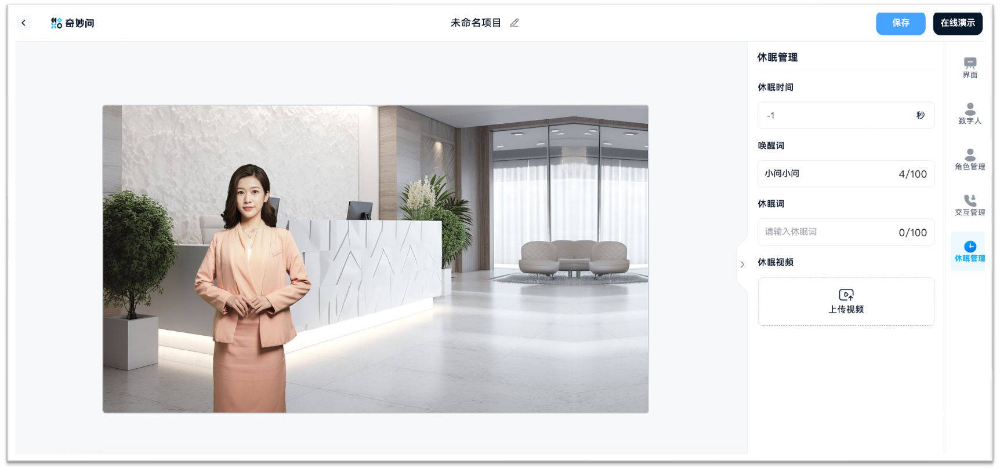 奇妙问
未命名项目
保存
在线演示
休眠管理
休眠时间
-1
秒
唤醒词
小问小问
4/100
休眠词
请输入休眠词
0/100
休眠视频
上传视频
界面
数字人
角色管理
交互管理
休眠管理